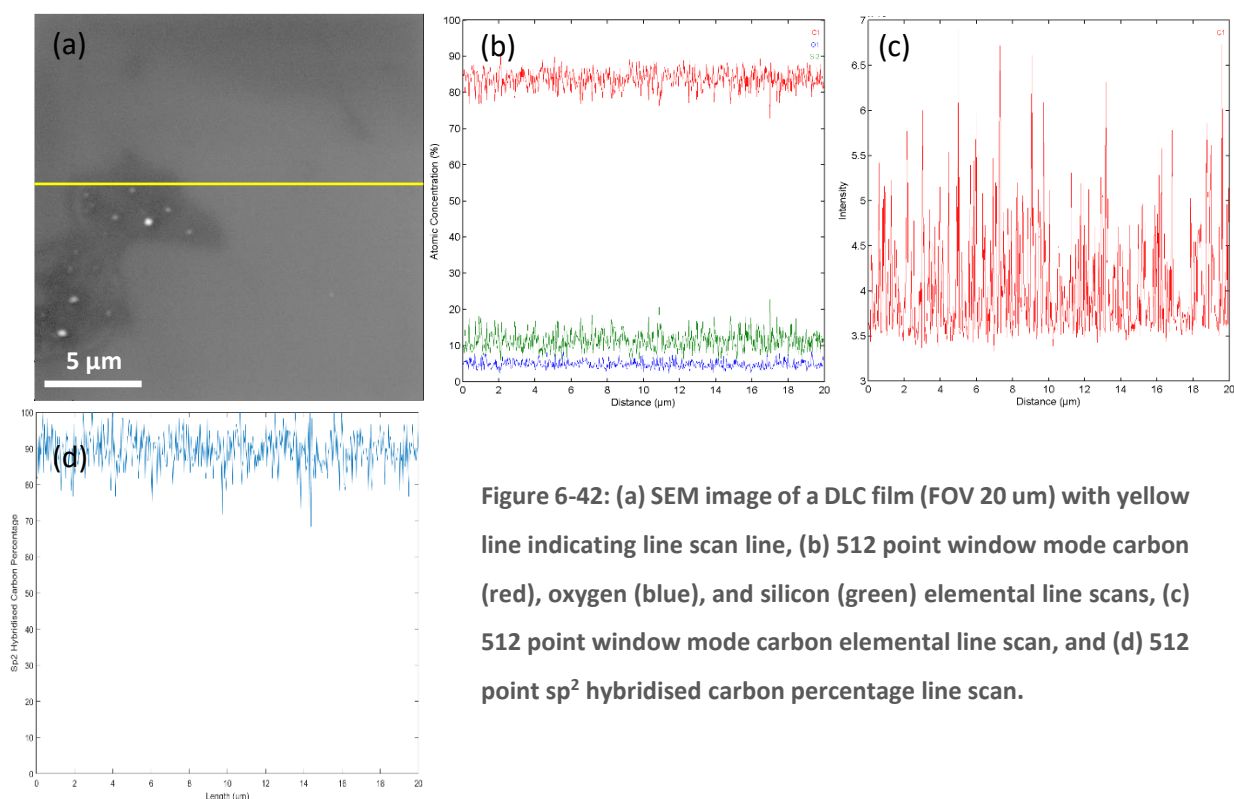 (a)
5 µm
(b)
C1
O1
100
90
80
70
60
50
40
30
20
10
0
Atomic Concentration (%)
0 2 4 6 8 10 12 14 16 18 20
Distance (µm)
(c)
C1
7
6.5
6
5.5
5
4.5
4
3.5
3
Intensity
0 2 4 6 8 10 12 14 16 18 20
Distance (µm)
(d)
100
90
80
70
60
50
40
30
20
10
0
Sp2 Hybridised Carbon Percentage
0 2 4 6 8 10 12 14 16 18 20
Length (um)
Figure 6-42: (a) SEM image of a DLC film (FOV 20 um) with yellow
line indicating line scan line, (b) 512 point window mode carbon
(red), oxygen (blue), and silicon (green) elemental line scans, (c)
512 point window mode carbon elemental line scan, and (d) 512
point sp² hybridised carbon percentage line scan.